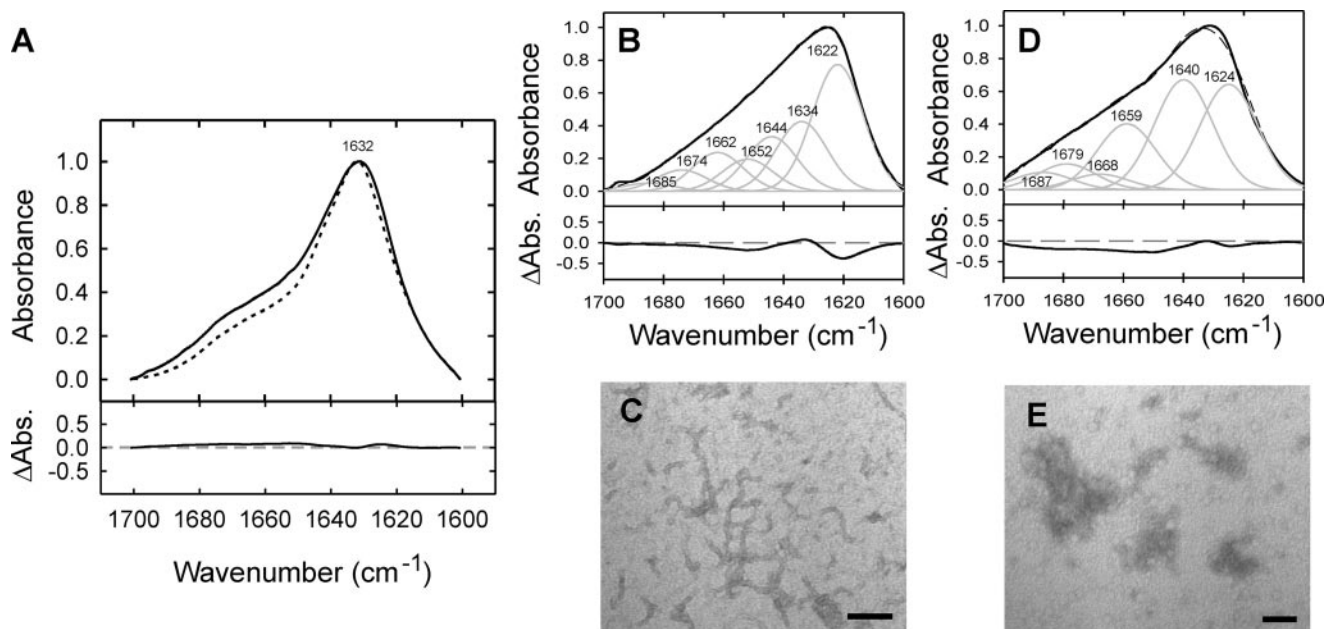 A
Absorbance
1.0
0.8
0.6
0.4
0.2
0.0
1632
ΔAbs.
0.5
0.0
-0.5
1700 1680 1660 1640 1620 1600
Wavenumber (cm⁻¹)
B
Absorbance
1.0
0.8
0.6
0.4
0.2
0.0
1622
1634
1644
1652
1662
1674
1685
ΔAbs.
0.5
0.0
-0.5
1700 1680 1660 1640 1620 1600
Wavenumber (cm⁻¹)
D
Absorbance
1.0
0.8
0.6
0.4
0.2
0.0
1640
1624
1659
1679
1668
1687
ΔAbs.
0.5
0.0
-0.5
1700 1680 1660 1640 1620 1600
Wavenumber (cm⁻¹)
C
E